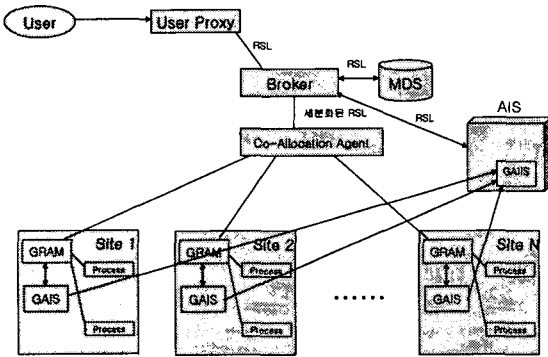 User
User Proxy
RSL
RSL
Broker
MDS
세분화된 RSL
RSL
AIS
Co-Allocation Agent
GAIIS
Site 1
GRAM
Process
GAIS
Process
Site 2
GRAM
Process
GAIS
Process
......
Site N
GRAM
Process
GAIS
Process